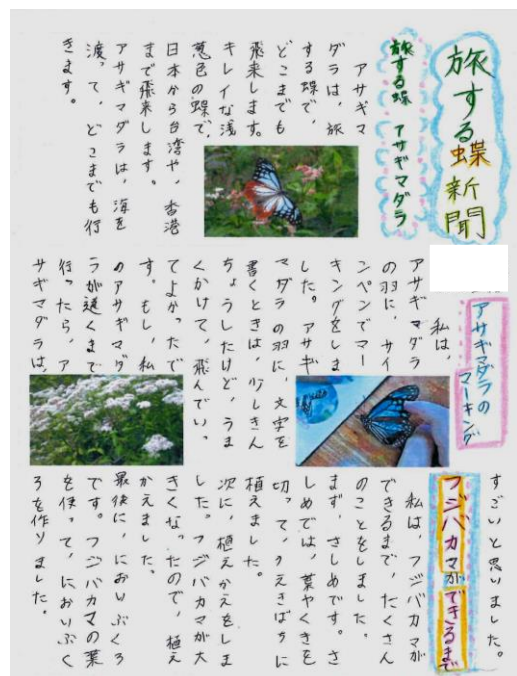 旅する蝶新聞
旅する蝶 アサギマダラ
アサギマ
ダラは、旅
する蝶で、
どこまでも
飛来します。
キレイな浅
葱色の蝶で、
日本から台湾や、香港
まで飛来します。
アサギマダラは、海を
渡って、どこまでも行
きます。
アサギマダラの
マーキング
私は、
アサギマダラ
の羽に、サイ
ンペンでマー
キングをしま
した。アサギ
マダラの羽に、文字を
書くときは、少しきん
ちょうしたけど、うま
くかけて、飛んでいっ
てよかったで
す。もし、私
のアサギマダ
ラが遠くまで
行ったら、ア
サギマダラは、
すごいと思いました。
フジバカマができるまで
私は フジバカマが
できるまで、たくさん
のことをしました。
まず、さしめです。さ
しめでは、葉やくきを
切って、うえきばちに
植えました。
次に、植えかえをしま
した。フジバカマが大
きくなったので、植え
かえました。
最後に、においぶくろ
です。フジバカマの葉
を使って、においぶく
ろを作りました。